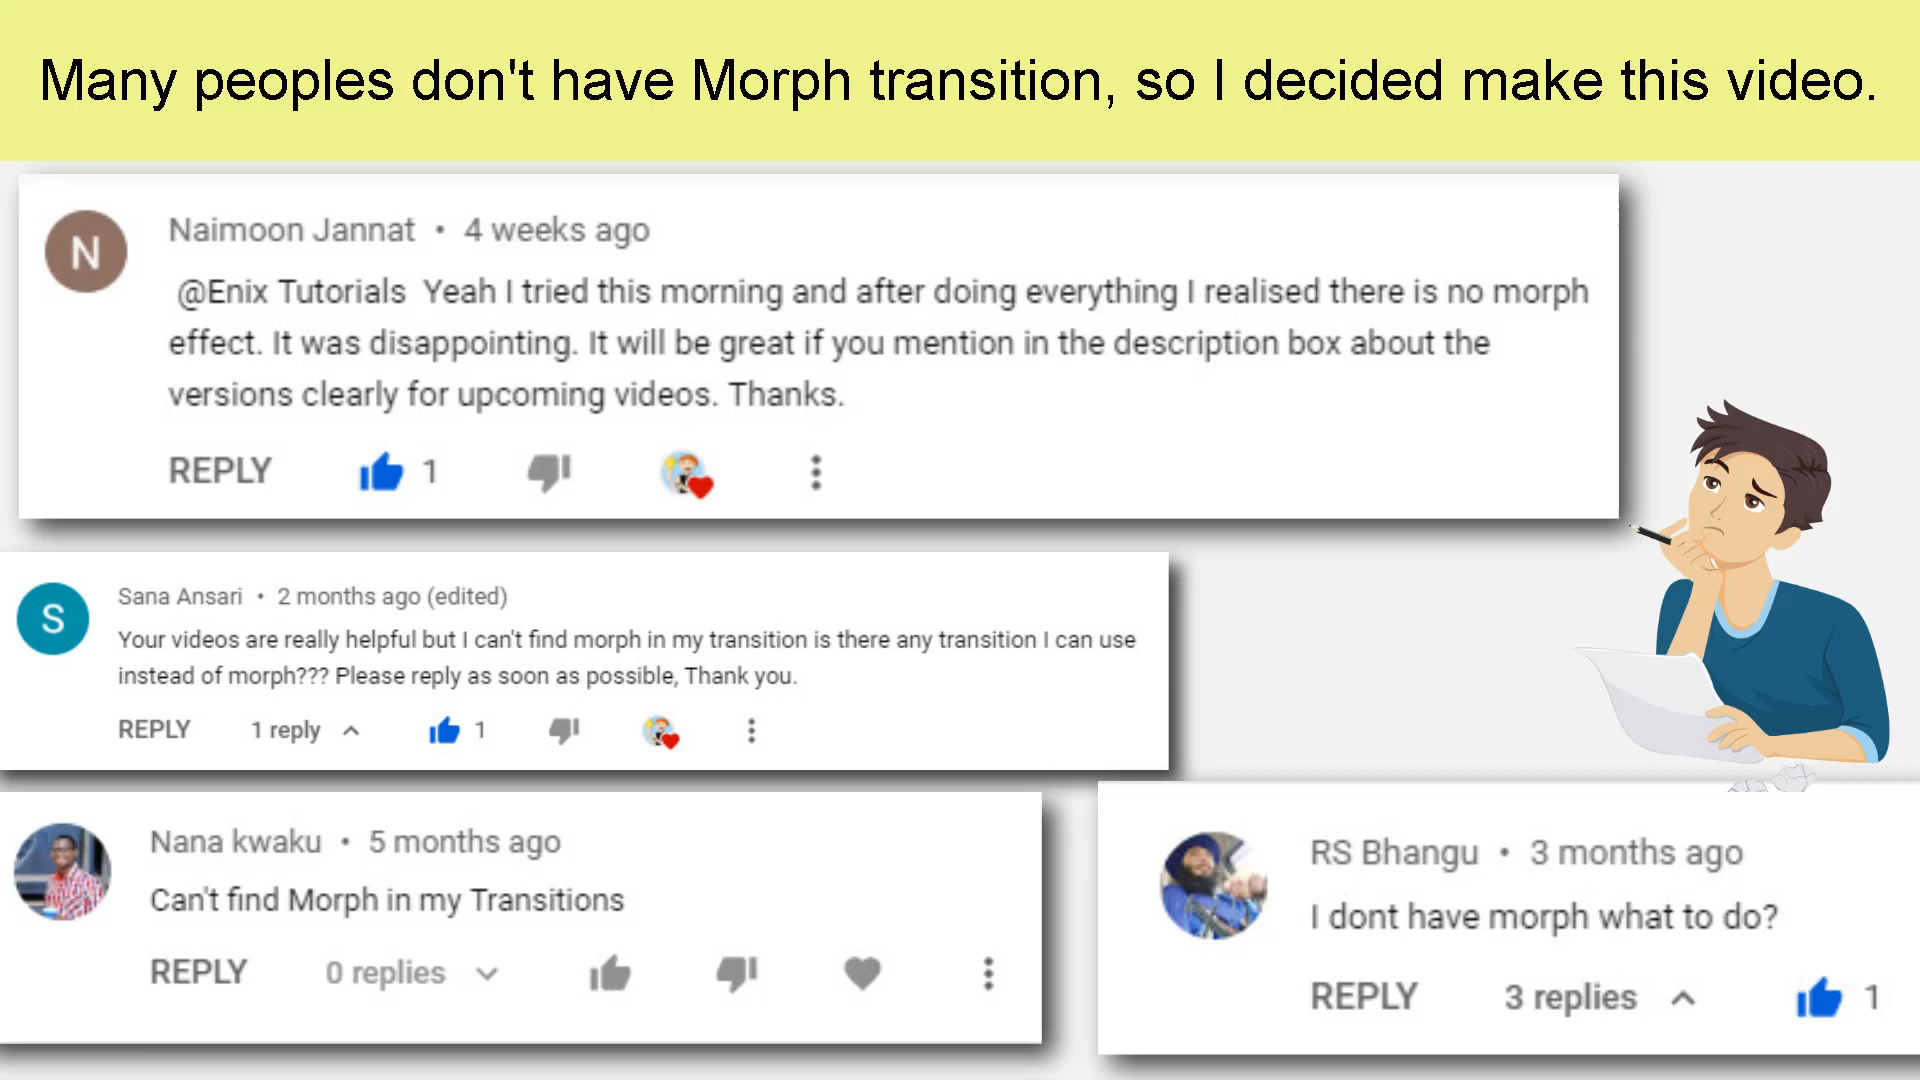 Many peoples don't have Morph transition, so I decided make this video.
N
Naimoon Jannat • 4 weeks ago
@Enix Tutorials Yeah I tried this morning and after doing everything I realised there is no morph
effect. It was disappointing. It will be great if you mention in the description box about the
versions clearly for upcoming videos. Thanks.
REPLY 1
S
Sana Ansari • 2 months ago (edited)
Your videos are really helpful but I can't find morph in my transition is there any transition I can use
instead of morph??? Please reply as soon as possible, Thank you.
REPLY 1 reply 1
Nana kwaku • 5 months ago
Can't find Morph in my Transitions
REPLY 0 replies
RS Bhangu • 3 months ago
I dont have morph what to do?
REPLY 3 replies 1